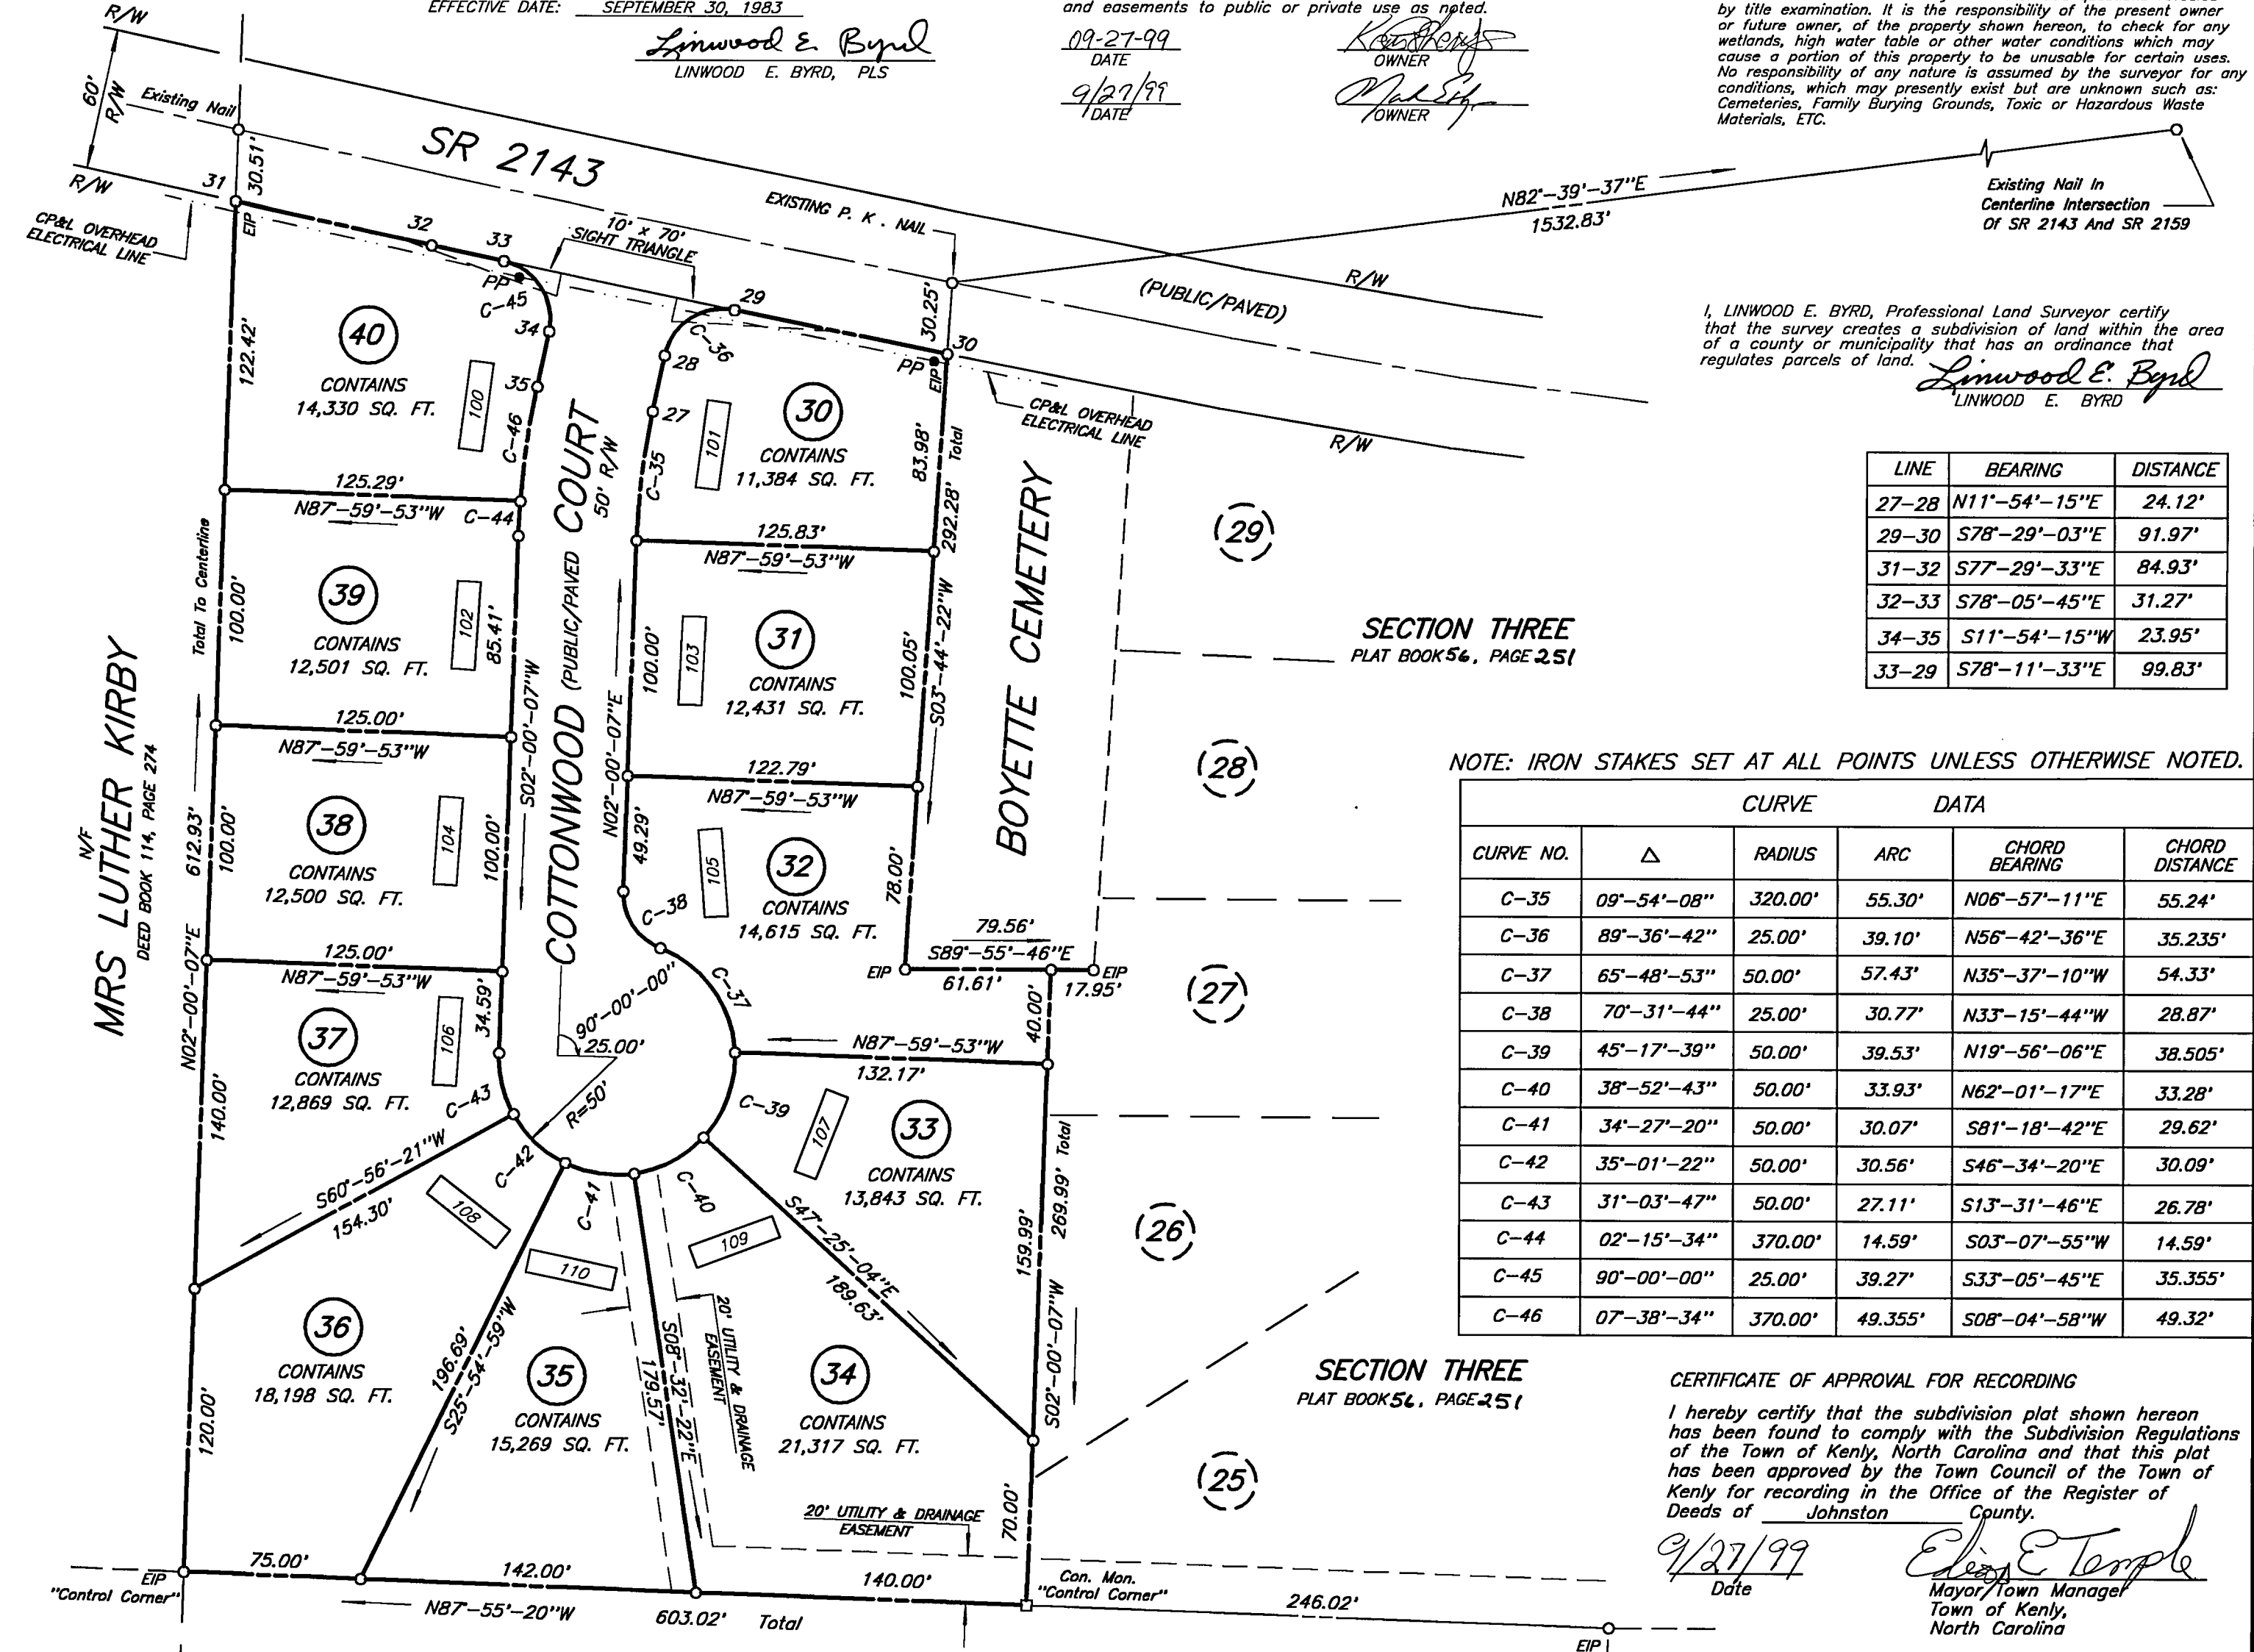 EFFECTIVE DATE: SEPTEMBER 30, 1983
Linwood E. Byrd
LINWOOD E. BYRD, PLS
and easements to public or private use as noted.
09-27-99
DATE
OWNER
9/27/99
DATE
OWNER
by title examination. It is the responsibility of the present owner
or future owner, of the property shown hereon, to check for any
wetlands, high water table or other water conditions which may
cause a portion of this property to be unusable for certain uses.
No responsibility of any nature is assumed by the surveyor for any
conditions, which may presently exist but are unknown such as:
Cemeteries, Family Burying Grounds, Toxic or Hazardous Waste
Materials, ETC.
R/W
60'
R/W
Existing Nail
R/W
31
30.51'
EIP
CP&L OVERHEAD
ELECTRICAL LINE
SR 2143
32
33
10' x 70'
SIGHT TRIANGLE
EXISTING P. K. NAIL
N82°-39'-37"E
1532.83'
Existing Nail In
Centerline Intersection
Of SR 2143 And SR 2159
PP
C-45
34
29
C-36
28
30.25'
30
PP
EIP
(PUBLIC/PAVED)
R/W
R/W
CP&L OVERHEAD
ELECTRICAL LINE
I, LINWOOD E. BYRD, Professional Land Surveyor certify
that the survey creates a subdivision of land within the area
of a county or municipality that has an ordinance that
regulates parcels of land.
Linwood E. Byrd
LINWOOD E. BYRD
122.42'
40
CONTAINS
14,330 SQ. FT.
100
35
C-46
125.29'
N87°-59'-53"W
C-44
27
C-35
101
30
CONTAINS
11,384 SQ. FT.
83.98'
292.28' Total
125.83'
N87°-59'-53"W
COTTONWOOD (PUBLIC/PAVED) COURT
50' R/W
BOYETTE CEMETERY
29
LINE BEARING DISTANCE
27-28 N11°-54'-15"E 24.12'
29-30 S78°-29'-03"E 91.97'
31-32 S77°-29'-33"E 84.93'
32-33 S78°-05'-45"E 31.27'
34-35 S11°-54'-15"W 23.95'
33-29 S78°-11'-33"E 99.83'
MRS LUTHER KIRBY
N/F
DEED BOOK 114, PAGE 274
N02°-00'-07"E 612.93' Total To Centerline
100.00'
39
CONTAINS
12,501 SQ. FT.
102
85.41'
125.00'
N87°-59'-53"W
S02°-00'-07"W
N02°-00'-07"E
100.00'
103
31
CONTAINS
12,431 SQ. FT.
100.05'
S03°-44'-22"W
122.79'
N87°-59'-53"W
SECTION THREE
PLAT BOOK 56, PAGE 251
28
100.00'
38
CONTAINS
12,500 SQ. FT.
104
100.00'
125.00'
N87°-59'-53"W
49.29'
105
32
CONTAINS
14,615 SQ. FT.
78.00'
C-38
79.56'
S89°-55'-46"E
EIP
61.61'
17.95'
EIP
27
NOTE: IRON STAKES SET AT ALL POINTS UNLESS OTHERWISE NOTED.
CURVE DATA
CURVE NO. △ RADIUS ARC CHORD BEARING CHORD DISTANCE
C-35 09°-54'-08" 320.00' 55.30' N06°-57'-11"E 55.24'
C-36 89°-36'-42" 25.00' 39.10' N56°-42'-36"E 35.235'
C-37 65°-48'-53" 50.00' 57.43' N35°-37'-10"W 54.33'
C-38 70°-31'-44" 25.00' 30.77' N33°-15'-44"W 28.87'
C-39 45°-17'-39" 50.00' 39.53' N19°-56'-06"E 38.505'
C-40 38°-52'-43" 50.00' 33.93' N62°-01'-17"E 33.28'
C-41 34°-27'-20" 50.00' 30.07' S81°-18'-42"E 29.62'
C-42 35°-01'-22" 50.00' 30.56' S46°-34'-20"E 30.09'
C-43 31°-03'-47" 50.00' 27.11' S13°-31'-46"E 26.78'
C-44 02°-15'-34" 370.00' 14.59' S03°-07'-55"W 14.59'
C-45 90°-00'-00" 25.00' 39.27' S33°-05'-45"E 35.355'
C-46 07°-38'-34" 370.00' 49.355' S08°-04'-58"W 49.32'
140.00'
37
CONTAINS
12,869 SQ. FT.
106
34.59'
C-43
90°-00'-00"
25.00'
R=50'
C-37
N87°-59'-53"W
132.17'
40.00'
C-39
107
33
CONTAINS
13,843 SQ. FT.
159.99'
269.99' Total
S02°-00'-07"W
26
S60°-56'-21"W
154.30'
108
C-42
C-41
C-40
110
109
S47°-25'-04"E
189.63'
120.00'
36
CONTAINS
18,198 SQ. FT.
196.69'
S25°-54'-59"W
35
CONTAINS
15,269 SQ. FT.
S08°-32'-22"E
179.57'
20' UTILITY & DRAINAGE
EASEMENT
34
CONTAINS
21,317 SQ. FT.
70.00'
20' UTILITY & DRAINAGE
EASEMENT
SECTION THREE
PLAT BOOK 56, PAGE 251
25
EIP
"Control Corner"
75.00'
142.00'
140.00'
N87°-55'-20"W
603.02' Total
Con. Mon.
"Control Corner"
246.02'
EIP
CERTIFICATE OF APPROVAL FOR RECORDING
I hereby certify that the subdivision plat shown hereon
has been found to comply with the Subdivision Regulations
of the Town of Kenly, North Carolina and that this plat
has been approved by the Town Council of the Town of
Kenly for recording in the Office of the Register of
Deeds of Johnston County.
9/27/99
Date
E Temple
Mayor/Town Manager
Town of Kenly,
North Carolina